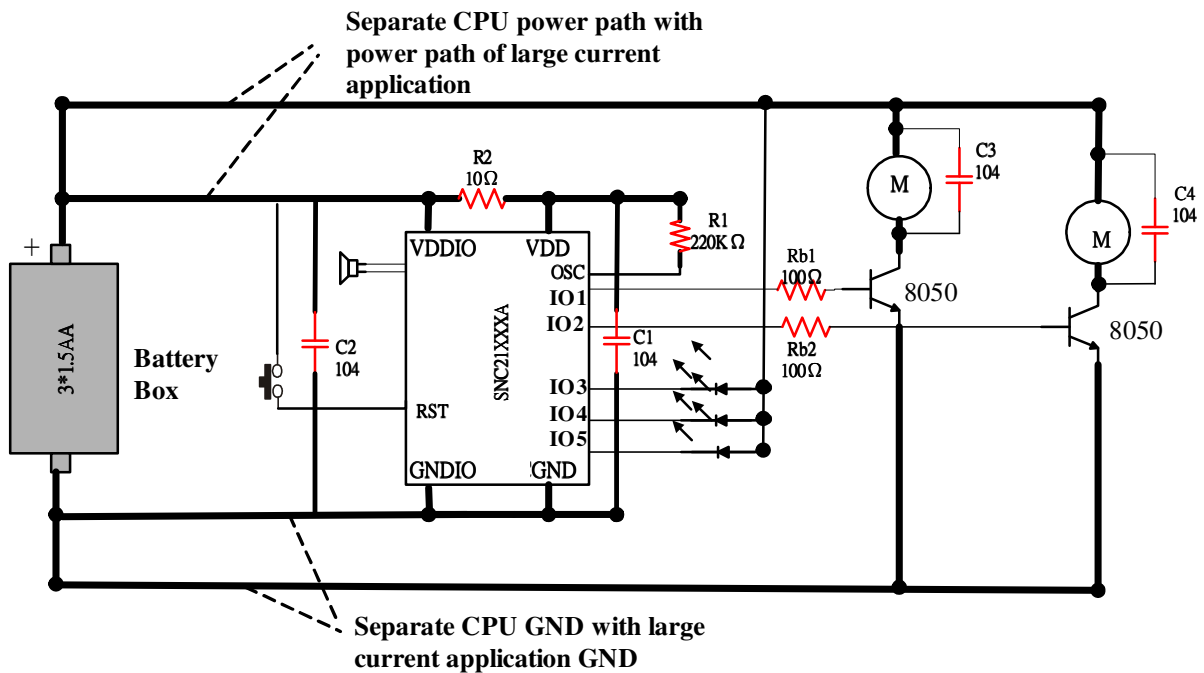 Separate CPU power path with
power path of large current
application
R2
10Ω
C3
104
C4
104
M
M
R1
220KΩ
VDDIO
VDD
OSC
IO1
IO2
Rb1
100Ω
8050
8050
Rb2
100Ω
+
3*1.5AA
Battery
Box
C2
104
SNC21XXXA
C1
104
IO3
IO4
IO5
RST
GNDIO
GND
Separate CPU GND with large
current application GND